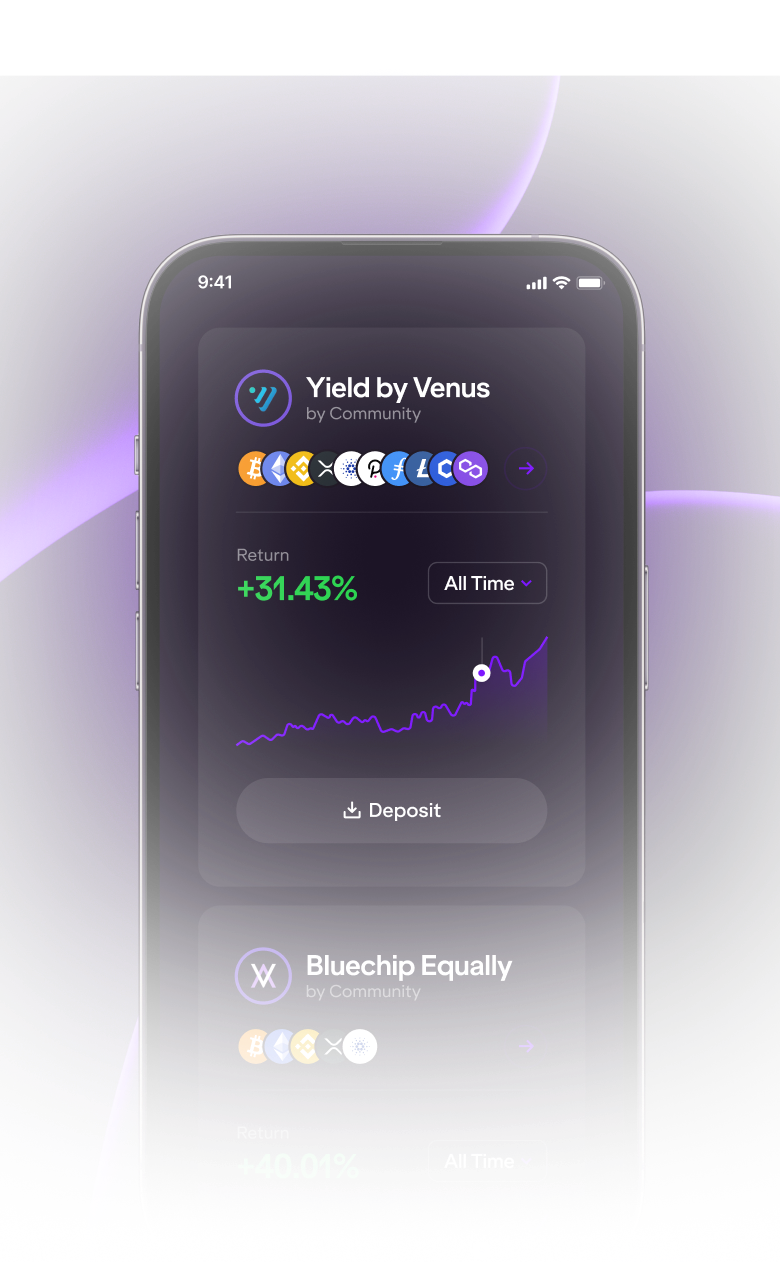 9:41
Yield by Venus
by Community
Return
+31.43%
All Time
Deposit
Bluechip Equally
by Community
Return
+40.01%
All Time